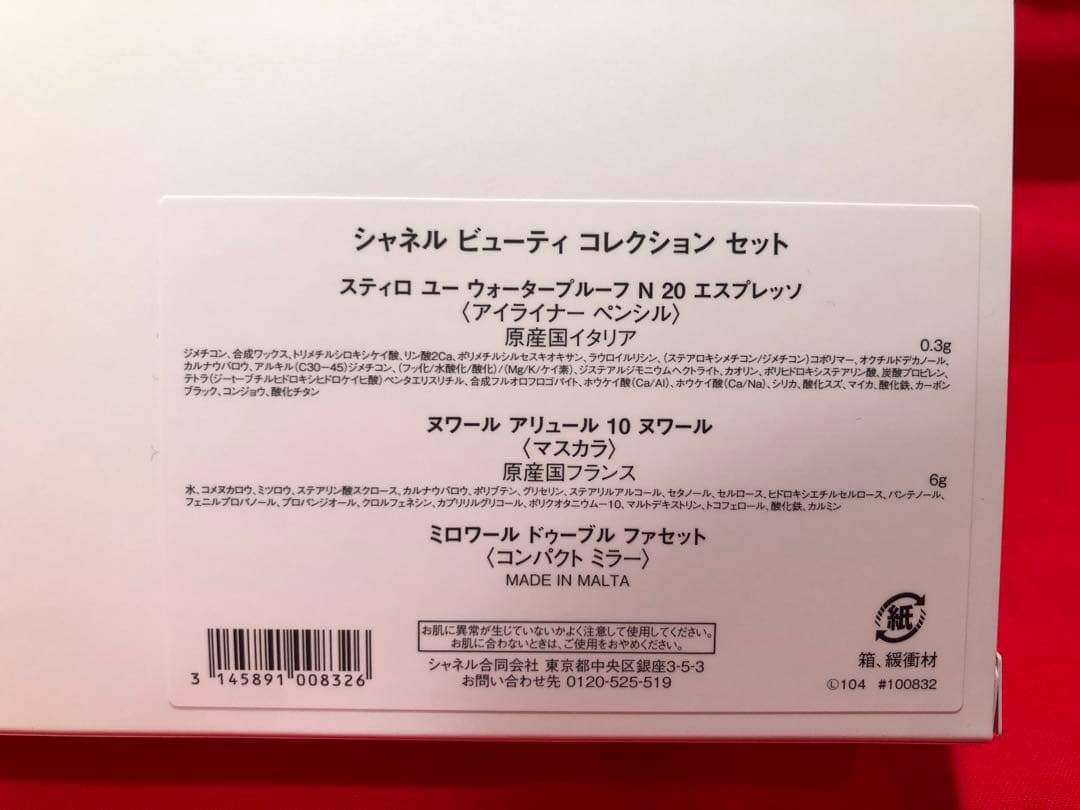 シャネル ビューティ コレクション セット
スティロ ユー ウォータープルーフ N 20 エスプレッソ
〈アイライナー ペンシル〉
原産国イタリア
0.3g
ジメチコン、合成ワックス、トリメチルシロキシケイ酸、リン酸2Ca、ポリメチルシルセスキオキサン、ラウロイルリシン、(ステアロキシメチコン/ジメチコン)コポリマー、オクチルドデカノール、
カルナウバロウ、アルキル(C30-45)ジメチコン、(フッ化/水酸化/酸化)/(Mg/K/ケイ素)、ジステアルジモニウムヘクトライト、カオリン、ポリヒドロキシステアリン酸、炭酸プロピレン、
テトラ(ジ-t-ブチルヒドロキシヒドロケイヒ酸)ペンタエリスリチル、合成フルオロフロゴパイト、ホウケイ酸(Ca/Al)、ホウケイ酸(Ca/Na)、シリカ、酸化スズ、マイカ、酸化鉄、カーボン
ブラック、コンジョウ、酸化チタン
ヌワール アリュール 10 ヌワール
〈マスカラ〉
原産国フランス
6g
水、コメヌカロウ、ミツロウ、ステアリン酸スクロース、カルナウバロウ、ポリブテン、グリセリン、ステアリルアルコール、セタノール、セルロース、ヒドロキシエチルセルロース、パンテノール、
フェニルプロパノール、プロパンジオール、クロルフェネシン、カプリリルグリコール、ポリクオタニウム-10、マルトデキストリン、トコフェロール、酸化鉄、カルミン
ミロワール ドゥーブル ファセット
〈コンパクト ミラー〉
MADE IN MALTA
お肌に異常が生じていないかよく注意して使用してください。
お肌に合わないときは、ご使用をおやめください。
シャネル合同会社 東京都中央区銀座3-5-3
お問い合わせ先 0120-525-519
3 145891 008326
紙
箱、緩衝材
Ⓛ104 #100832